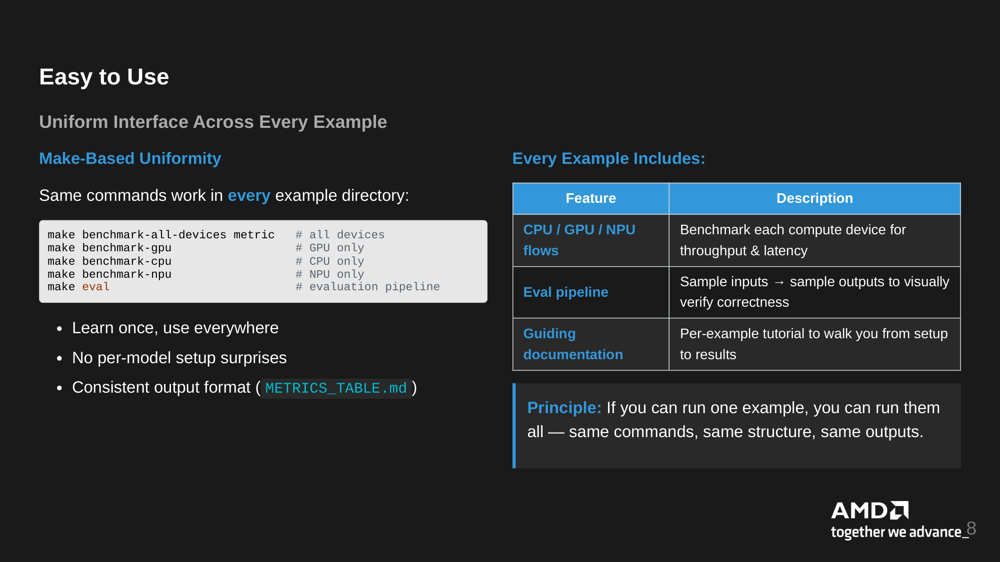 Easy to Use
Uniform Interface Across Every Example
Make-Based Uniformity
Same commands work in every example directory:
make benchmark-all-devices metric   # all devices
make benchmark-gpu                  # GPU only
make benchmark-cpu                  # CPU only
make benchmark-npu                  # NPU only
make eval                           # evaluation pipeline
• Learn once, use everywhere
• No per-model setup surprises
• Consistent output format (METRICS_TABLE.md)
Every Example Includes:
Feature Description
CPU / GPU / NPU
flows
Benchmark each compute device for
throughput & latency
Eval pipeline
Sample inputs → sample outputs to visually
verify correctness
Guiding
documentation
Per-example tutorial to walk you from setup
to results
Principle: If you can run one example, you can run them
all — same commands, same structure, same outputs.
AMD
together we advance_
8